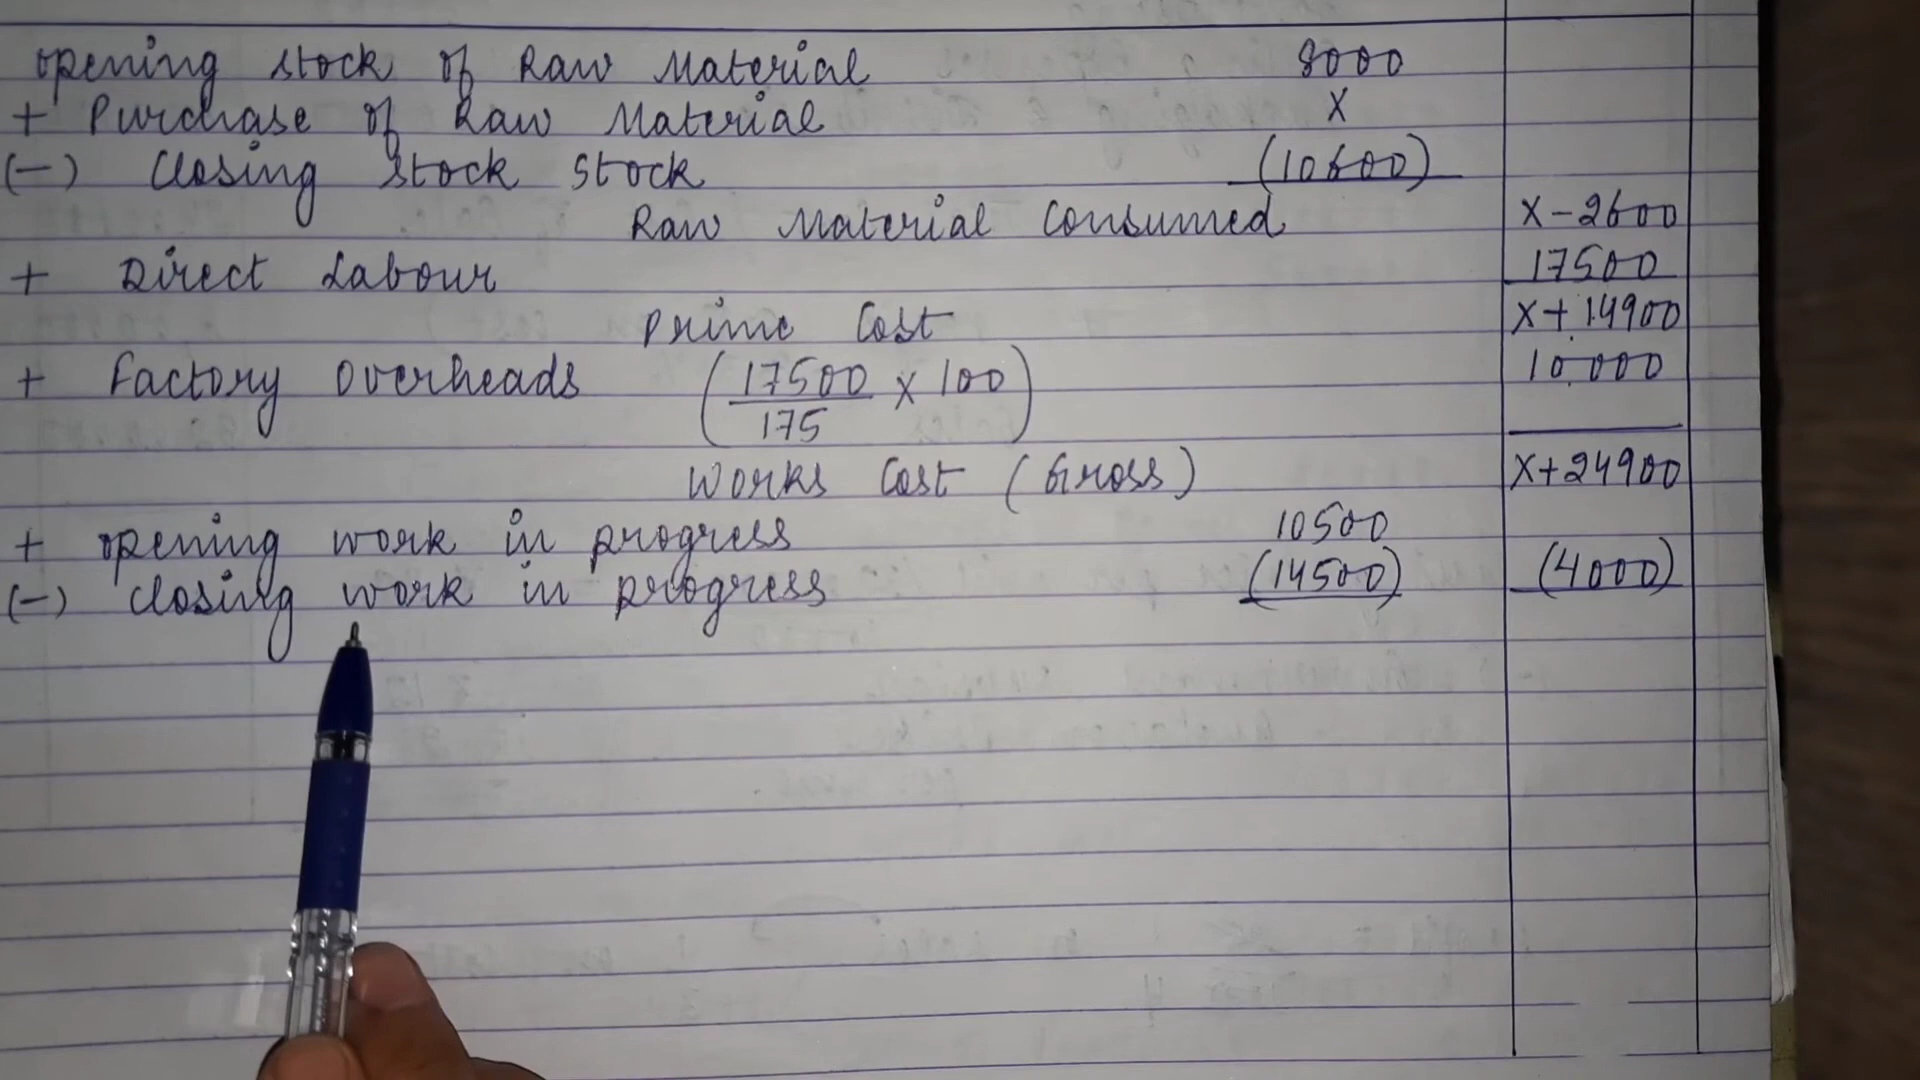 opening stock of Raw Material 8000
+ Purchase of Raw Material X
(-) Closing stock stock (10600)
Raw Material Consumed X-2600
+ Direct Labour 17500
Prime Cost X+14900
+ Factory Overheads (17500/175 x 100) 10000
Works Cost (Gross) X+24900
+ opening work in progress 10500
(-) closing work in progress (14500) (4000)